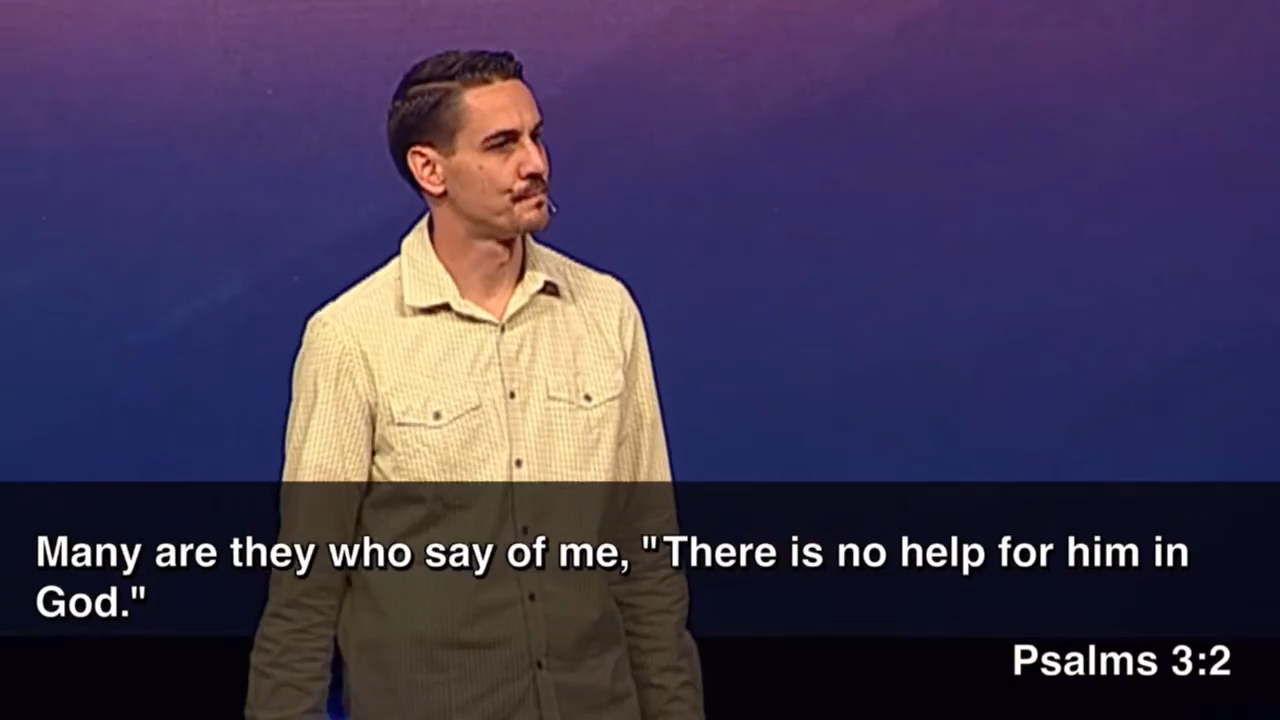 Many are they who say of me, "There is no help for him in
God."
Psalms 3:2